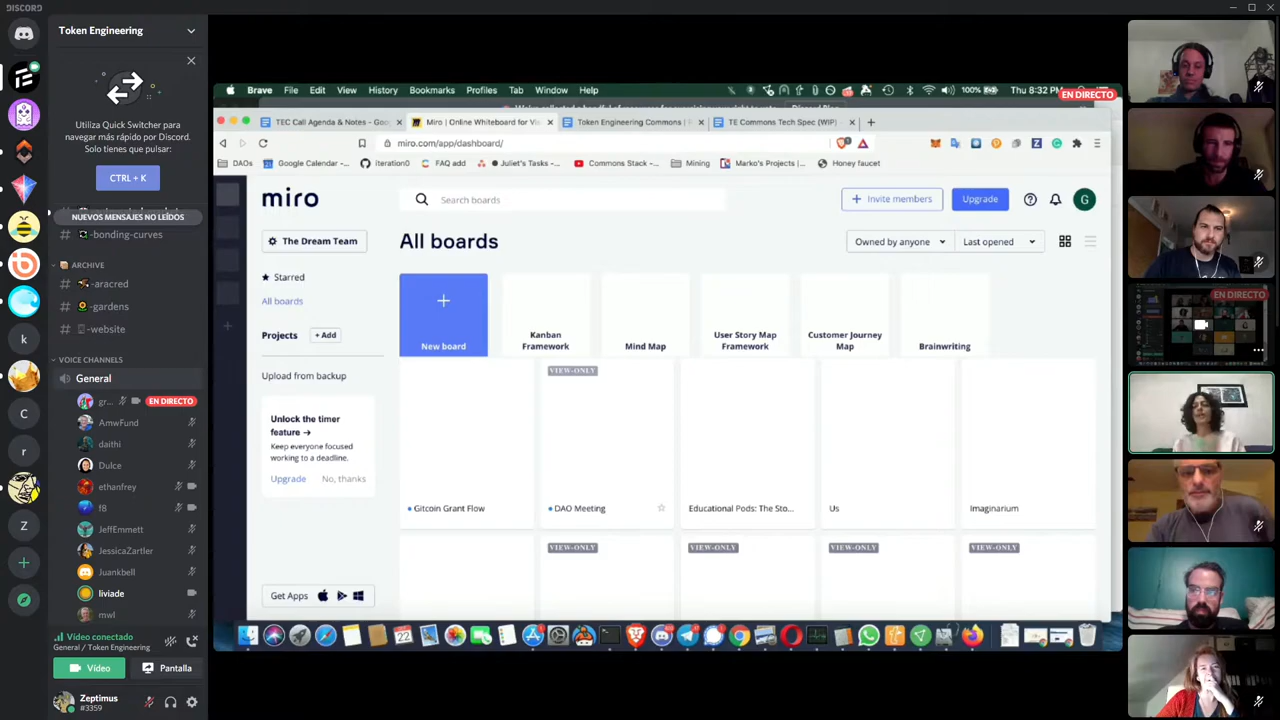 DISCORD
Token Engineering
Utiliza Quick Switcher para
navegar más rápido por Discord.
Solo tienes que pulsar:
CTRL + K
NUEVOS MENSAJES NO LEÍDOS
-bonding-curves
ARCHIVE
-aracred
-gardens
-website
VOICE CHANNELS
General
gr... EN DIRECTO
AmwFund
daithi
Dulce
ethanfrey
f8
JeffEmmett
JessicaZartler
Juankbell
liviade
mwl
Vídeo conectado
General / Token Engineering
Vídeo
Pantalla
Zeptimus
#3359
Brave File Edit View History Bookmarks Profiles Tab Window Help
100% Thu 8:32 PM
EN DIRECTO
TEC Call Agenda & Notes - Goo
Miro | Online Whiteboard for Vi
Token Engineering Commons | R
TE Commons Tech Spec (WIP) -
miro.com/app/dashboard/
DAOs
Google Calendar -...
iteration0
FAQ add
Juliet's Tasks -...
Commons Stack...
Mining
Marko's Projects...
Honey faucet
miro
Search boards
Invite members
Upgrade
G
The Dream Team
All boards
Owned by anyone
Last opened
Starred
All boards
Projects
+ Add
Upload from backup
New board
Kanban
Framework
Mind Map
User Story Map
Framework
Customer Journey
Map
Brainwriting
VIEW-ONLY
Unlock the timer
feature →
Keep everyone focused
working to a deadline.
Upgrade
No, thanks
Gitcoin Grant Flow
DAO Meeting
Educational Pods: The Sto...
Us
Imaginarium
VIEW-ONLY
VIEW-ONLY
VIEW-ONLY
VIEW-ONLY
Get Apps
22
EN DIRECTO
C
k
r
Z